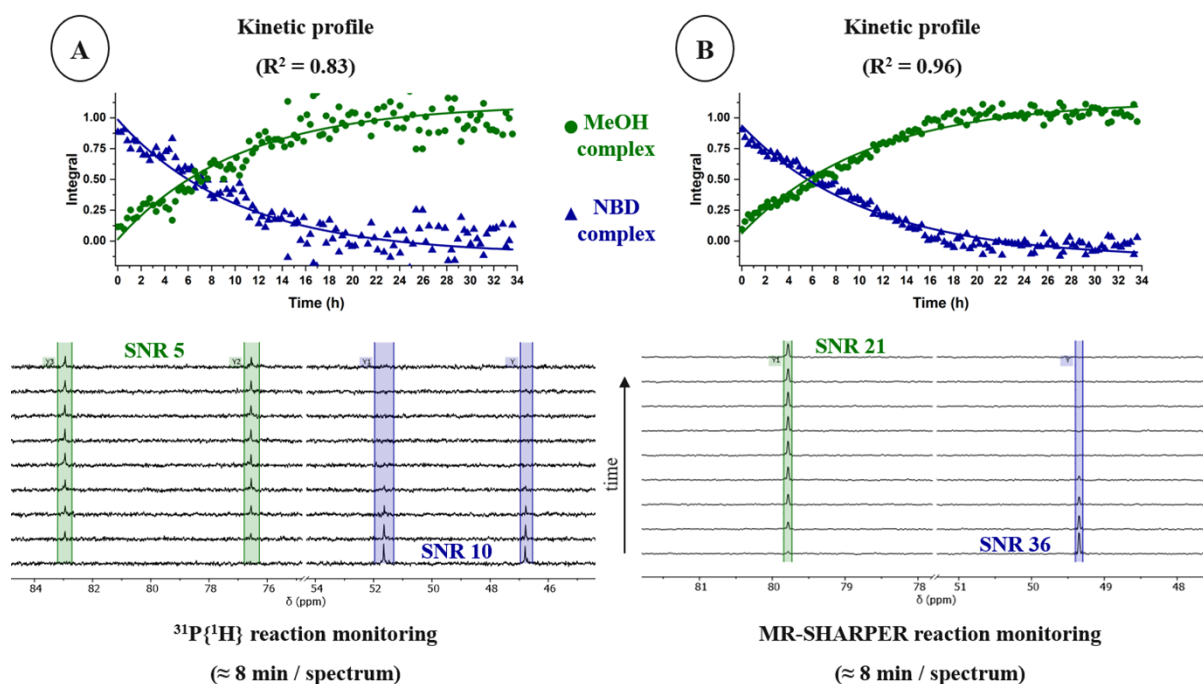 A
Kinetic profile
(R² = 0.83)
Integral
1.00
0.75
0.50
0.25
0.00
0 2 4 6 8 10 12 14 16 18 20 22 24 26 28 30 32 34
Time (h)
MeOH
complex
NBD
complex
B
Kinetic profile
(R² = 0.96)
Integral
1.00
0.75
0.50
0.25
0.00
0 2 4 6 8 10 12 14 16 18 20 22 24 26 28 30 32 34
Time (h)
Y3 SNR 5 Y2 Y1 Y
SNR 10
84 82 80 78 76 54 52 50 48 46
δ (ppm)
³¹P{¹H} reaction monitoring
(≈ 8 min / spectrum)
time
Y1 SNR 21 Y
SNR 36
81 80 79 78 51 50 49 48
δ (ppm)
MR-SHARPER reaction monitoring
(≈ 8 min / spectrum)